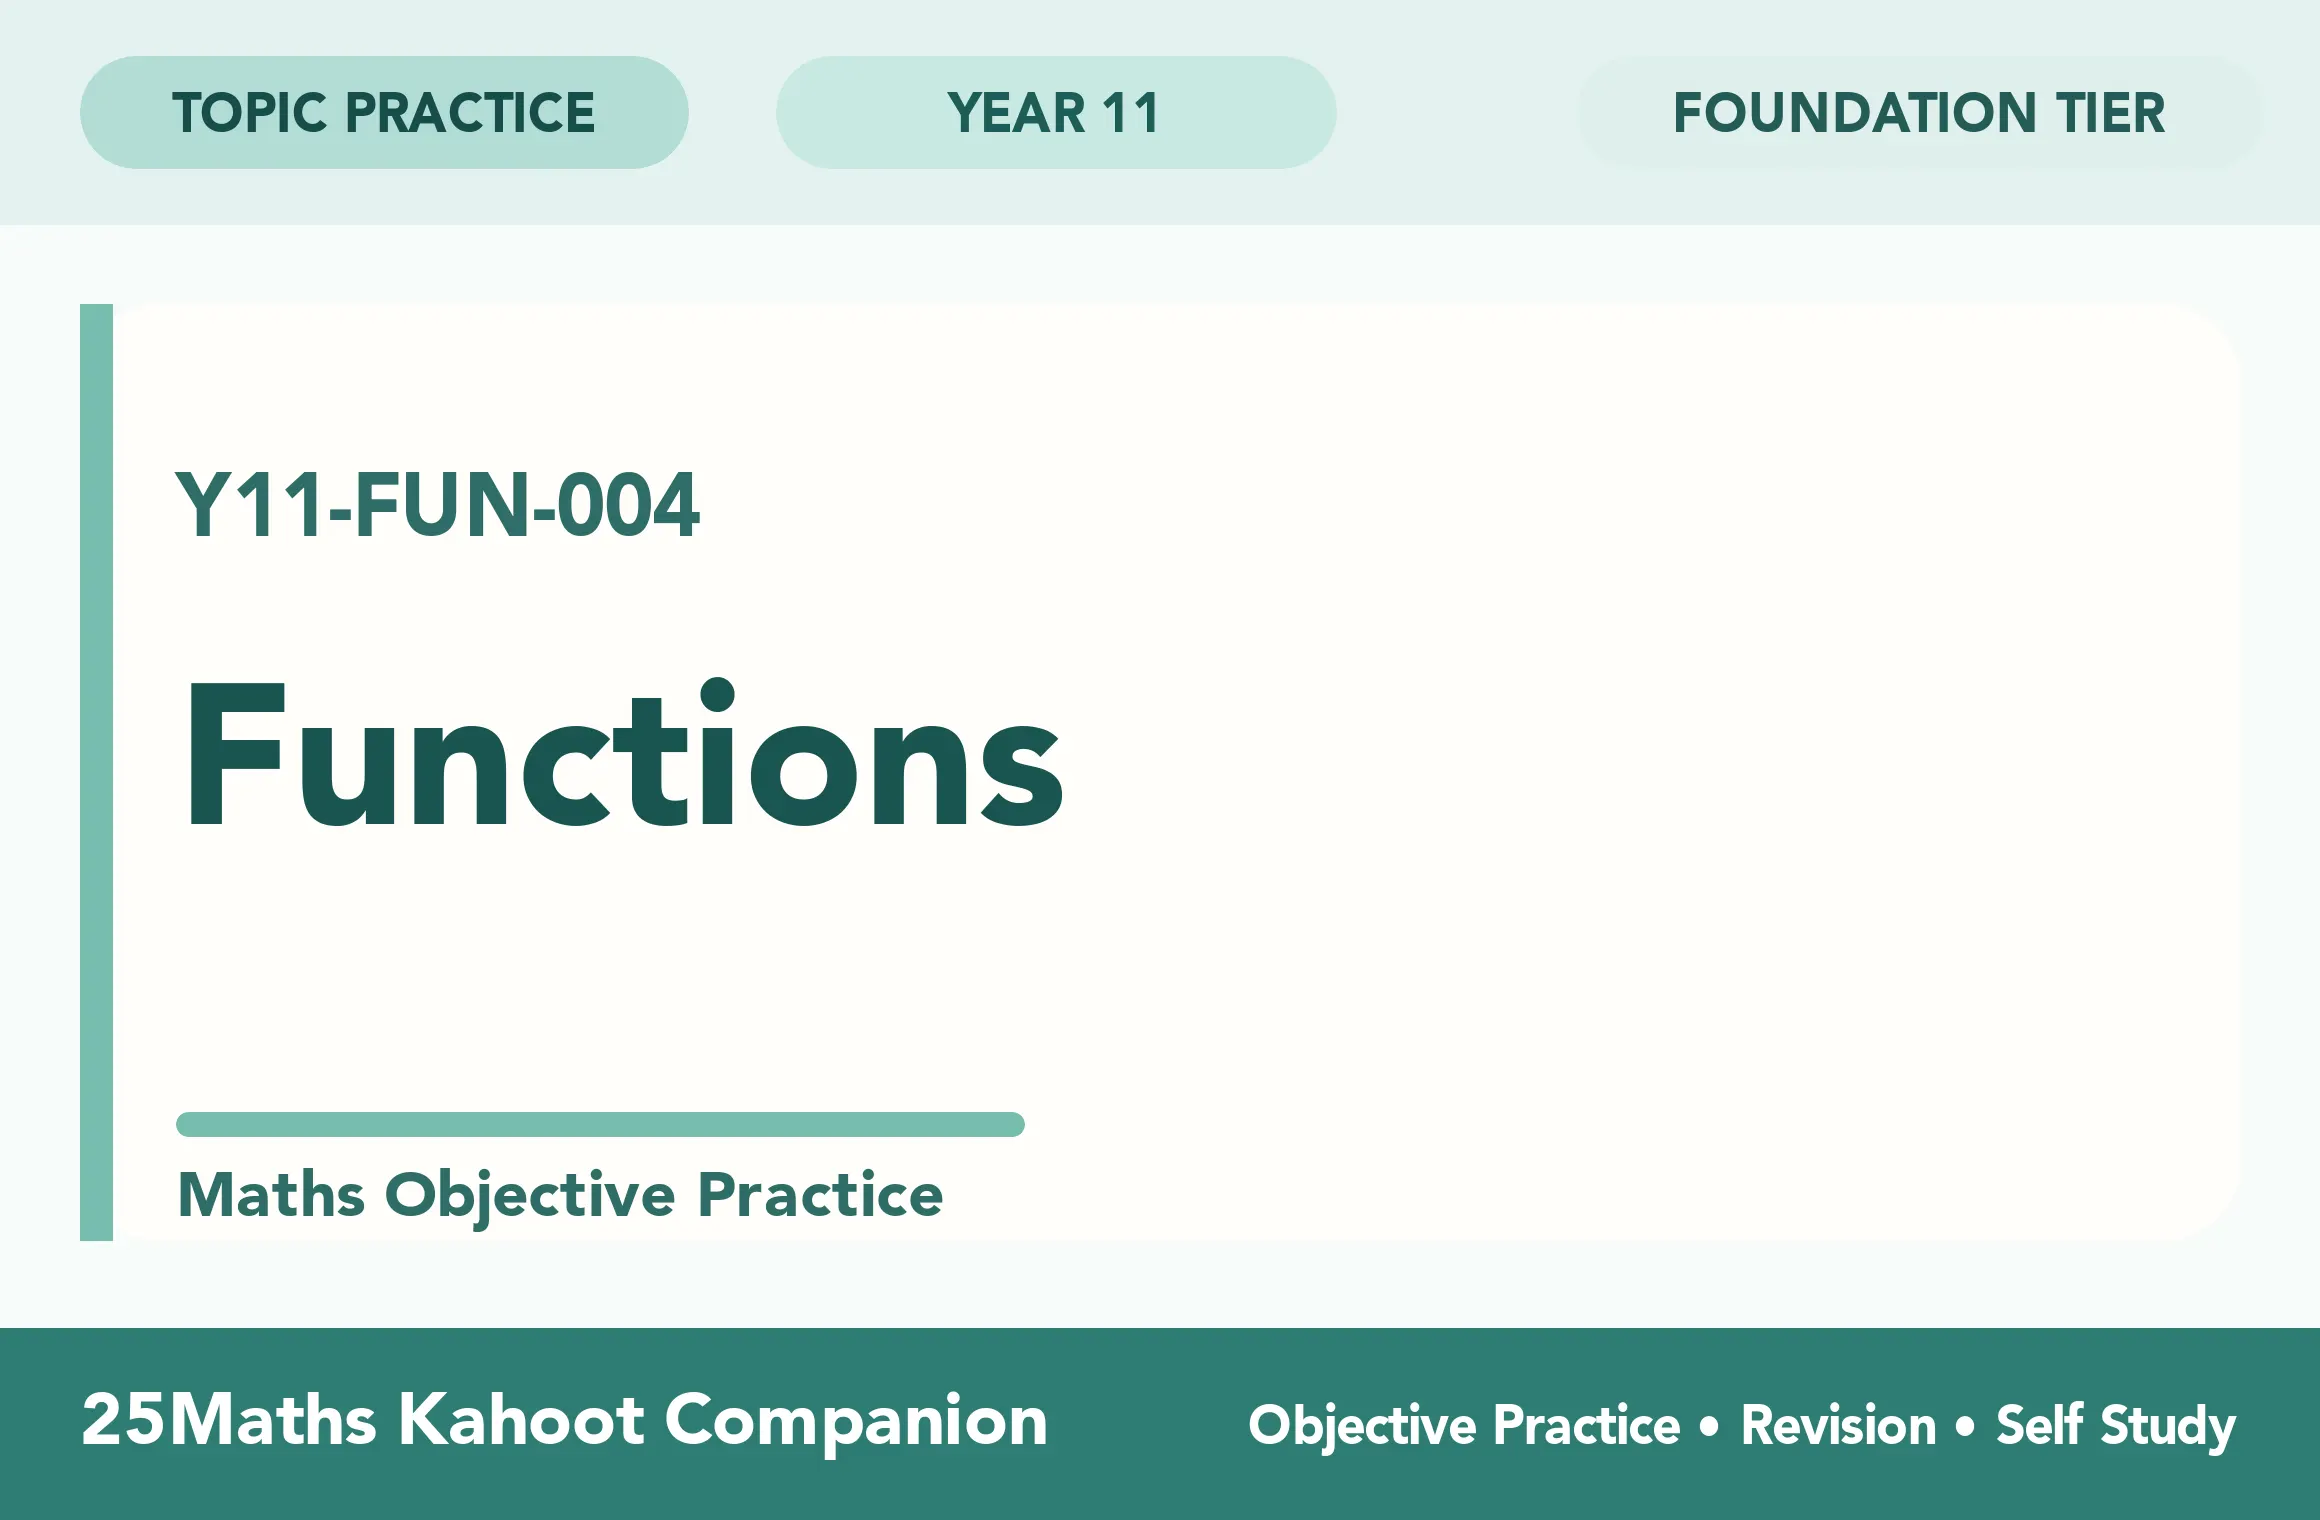 TOPIC PRACTICE
YEAR 11
FOUNDATION TIER
Y11-FUN-004
Functions
Maths Objective Practice
25Maths Kahoot Companion
Objective Practice • Revision • Self Study